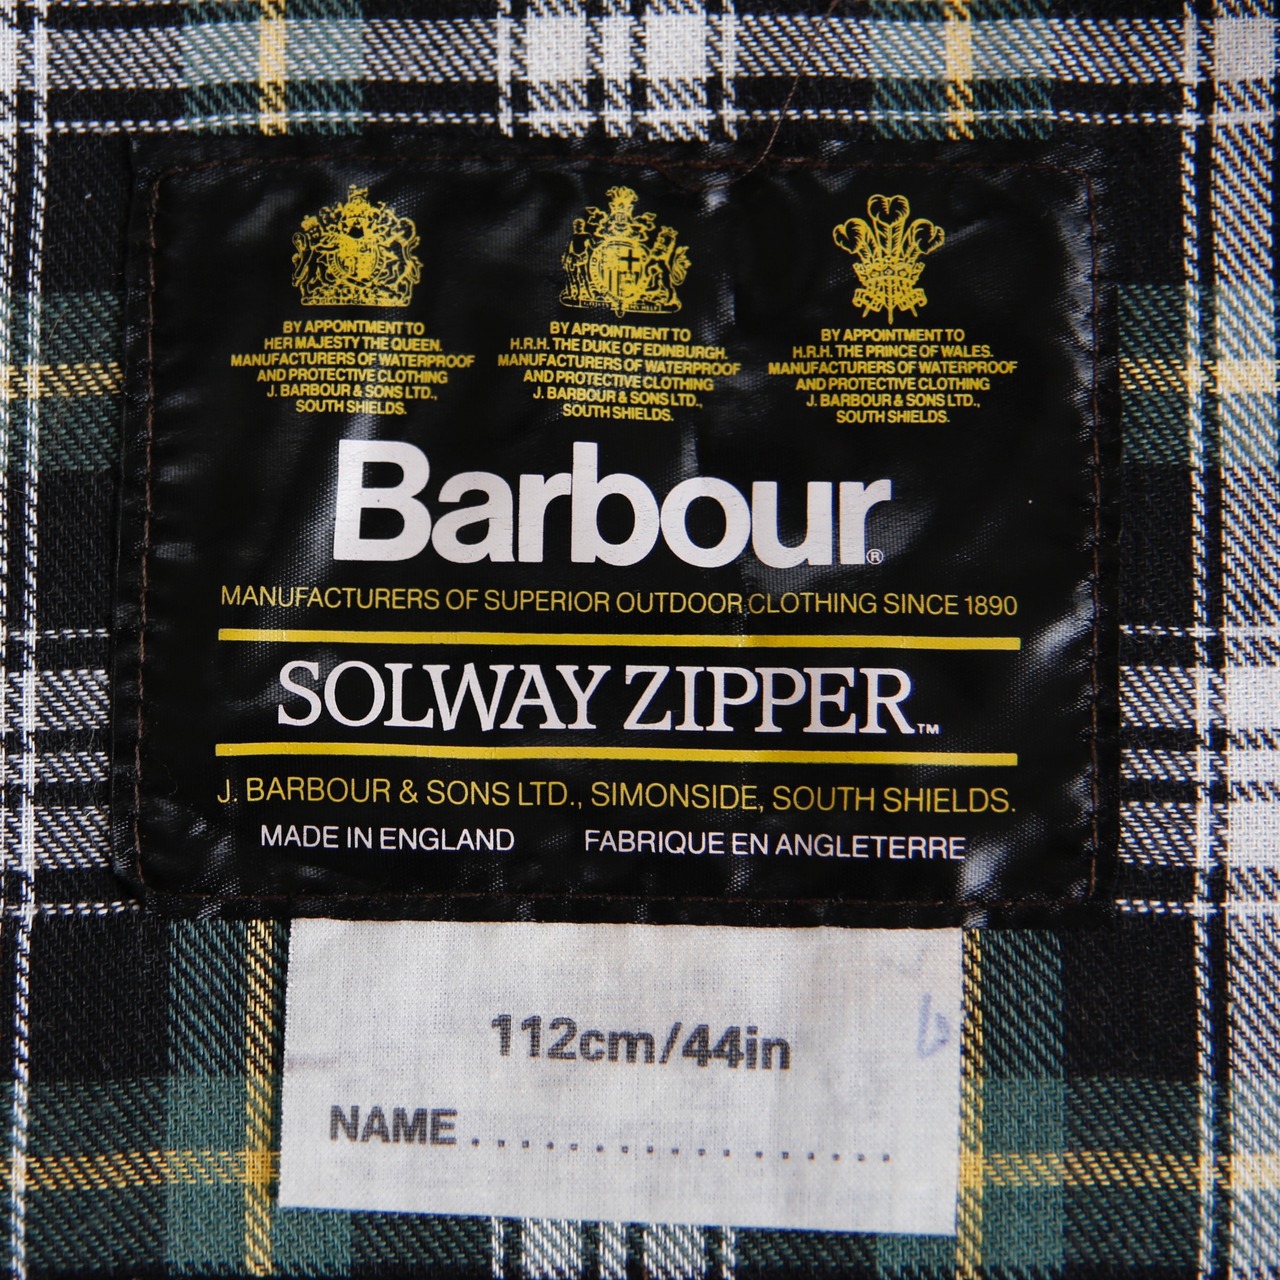 BY APPOINTMENT TO
HER MAJESTY THE QUEEN.
MANUFACTURERS OF WATERPROOF
AND PROTECTIVE CLOTHING
J. BARBOUR & SONS LTD.,
SOUTH SHIELDS.
BY APPOINTMENT TO
H.R.H. THE DUKE OF EDINBURGH.
MANUFACTURERS OF WATERPROOF
AND PROTECTIVE CLOTHING
J. BARBOUR & SONS LTD.,
SOUTH SHIELDS.
BY APPOINTMENT TO
H.R.H. THE PRINCE OF WALES.
MANUFACTURERS OF WATERPROOF
AND PROTECTIVE CLOTHING
J. BARBOUR & SONS LTD.,
SOUTH SHIELDS.
Barbour®
MANUFACTURERS OF SUPERIOR OUTDOOR CLOTHING SINCE 1890
SOLWAY ZIPPER™
J. BARBOUR & SONS LTD., SIMONSIDE, SOUTH SHIELDS.
MADE IN ENGLAND FABRIQUE EN ANGLETERRE
112cm/44in
NAME..................